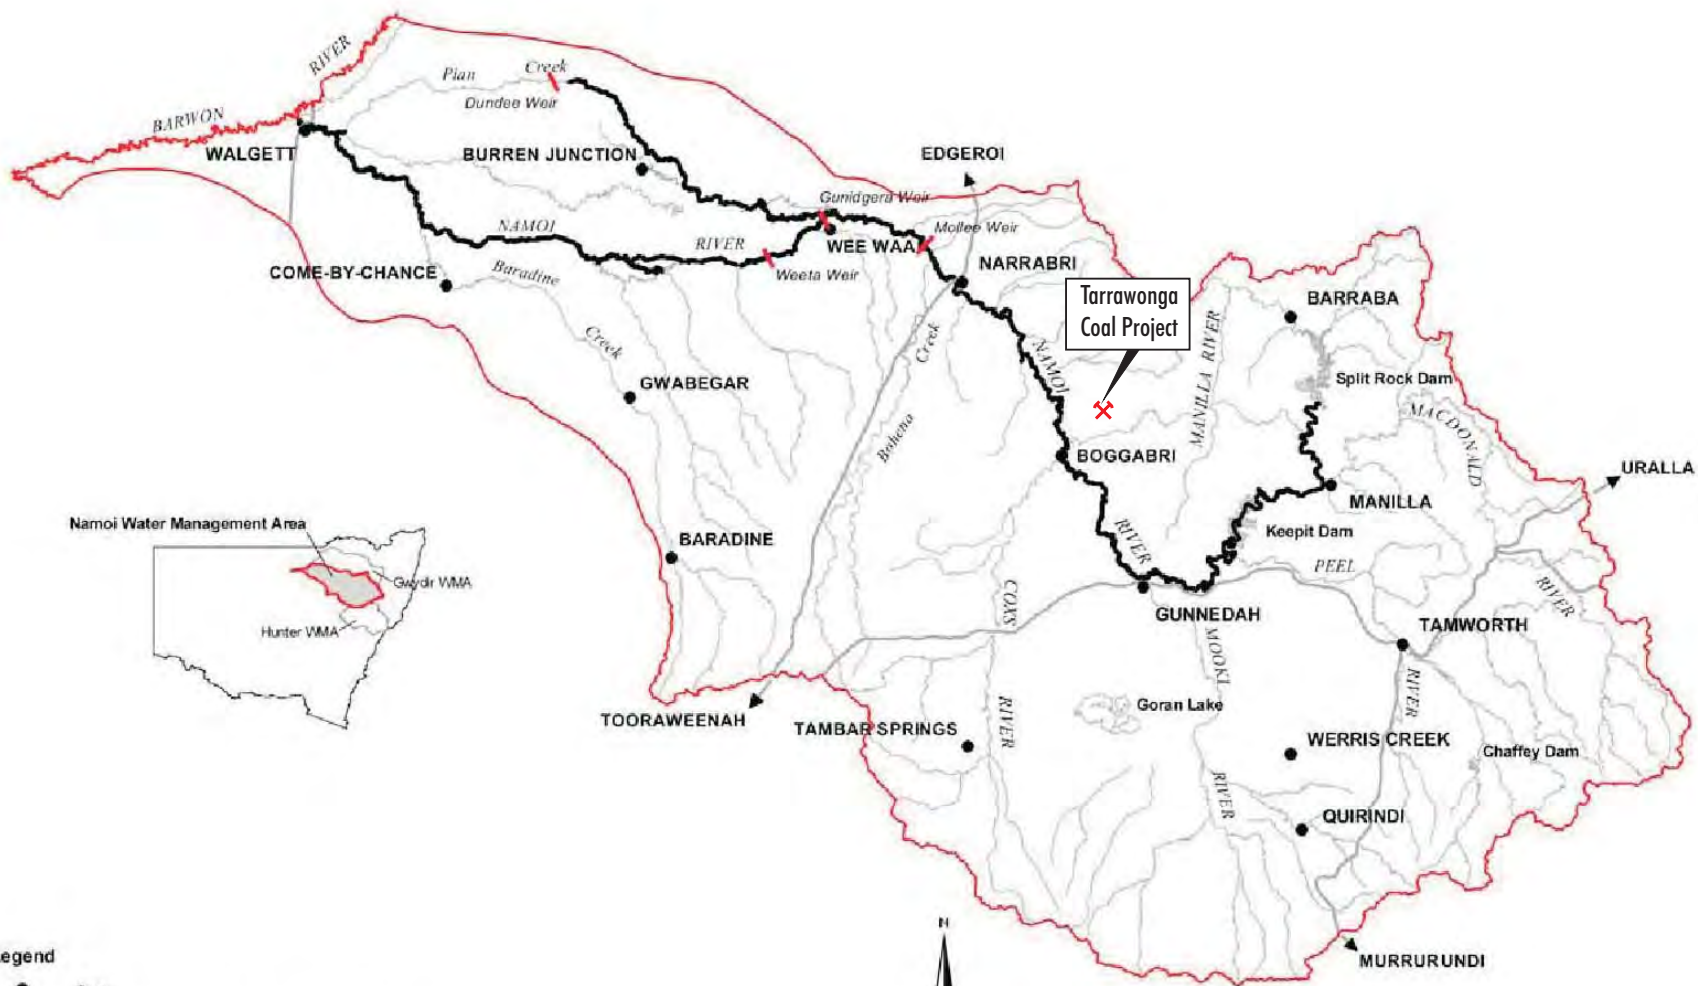 RIVER
Pian Creek
Dundee Weir
BARWON
WALGETT
BURREN JUNCTION
EDGEROI
Gunidgera Weir
NAMOI
RIVER
WEE WAA
Mollee Weir
COME-BY-CHANCE
Baradine
Weeta Weir
NARRABRI
Tarrawonga
Coal Project
BARRABA
Creek
Creek
NAMOI
MANILLA RIVER
GWABEGAR
Split Rock Dam
MACDONALD
Bohena
BOGGABRI
URALLA
MANILLA
Namoi Water Management Area
BARADINE
RIVER
Keepit Dam
PEEL
Gwydir WMA
COXS
GUNNEDAH
RIVER
Hunter WMA
MOOKI
TAMWORTH
RIVER
TOORAWEENAH
TAMBAR SPRINGS
RIVER
Goran Lake
WERRIS CREEK
Chaffey Dam
RIVER
QUIRINDI
N
MURRURUNDI